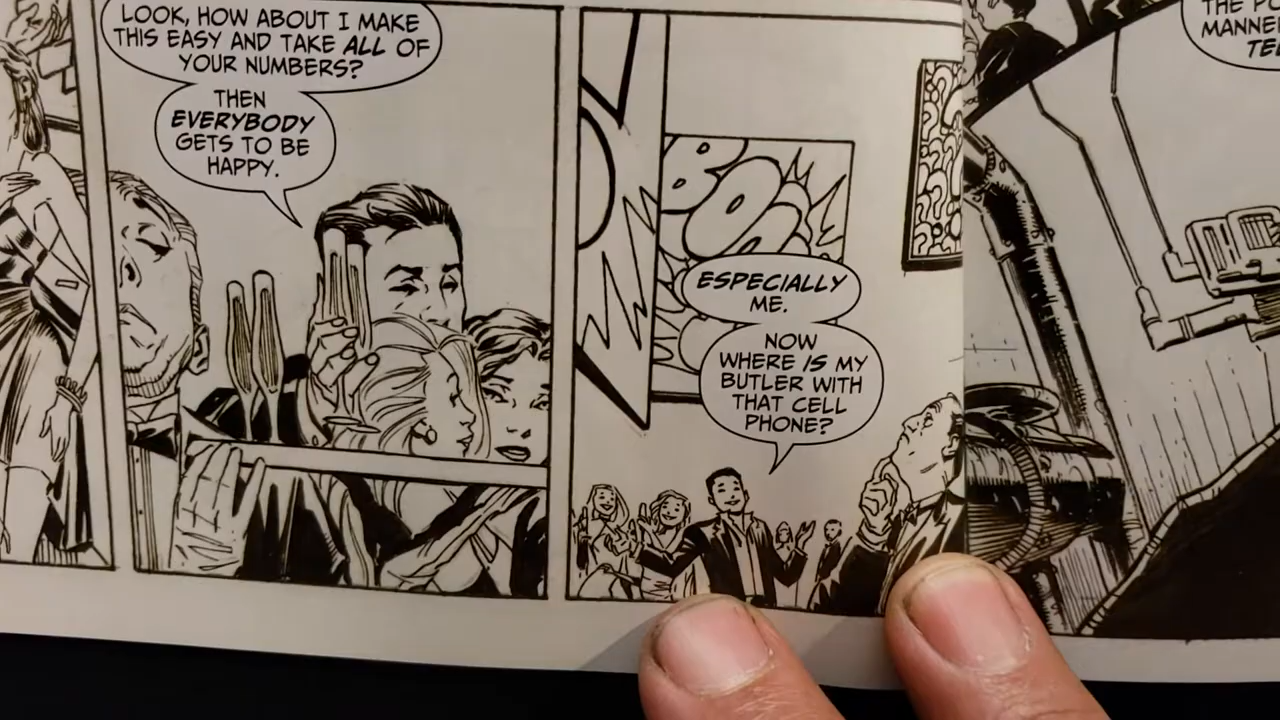 LOOK, HOW ABOUT I MAKE
THIS EASY AND TAKE ALL OF
YOUR NUMBERS?
THEN
EVERYBODY
GETS TO BE
HAPPY.
ESPECIALLY
ME.
NOW
WHERE IS MY
BUTLER WITH
THAT CELL
PHONE?
THE